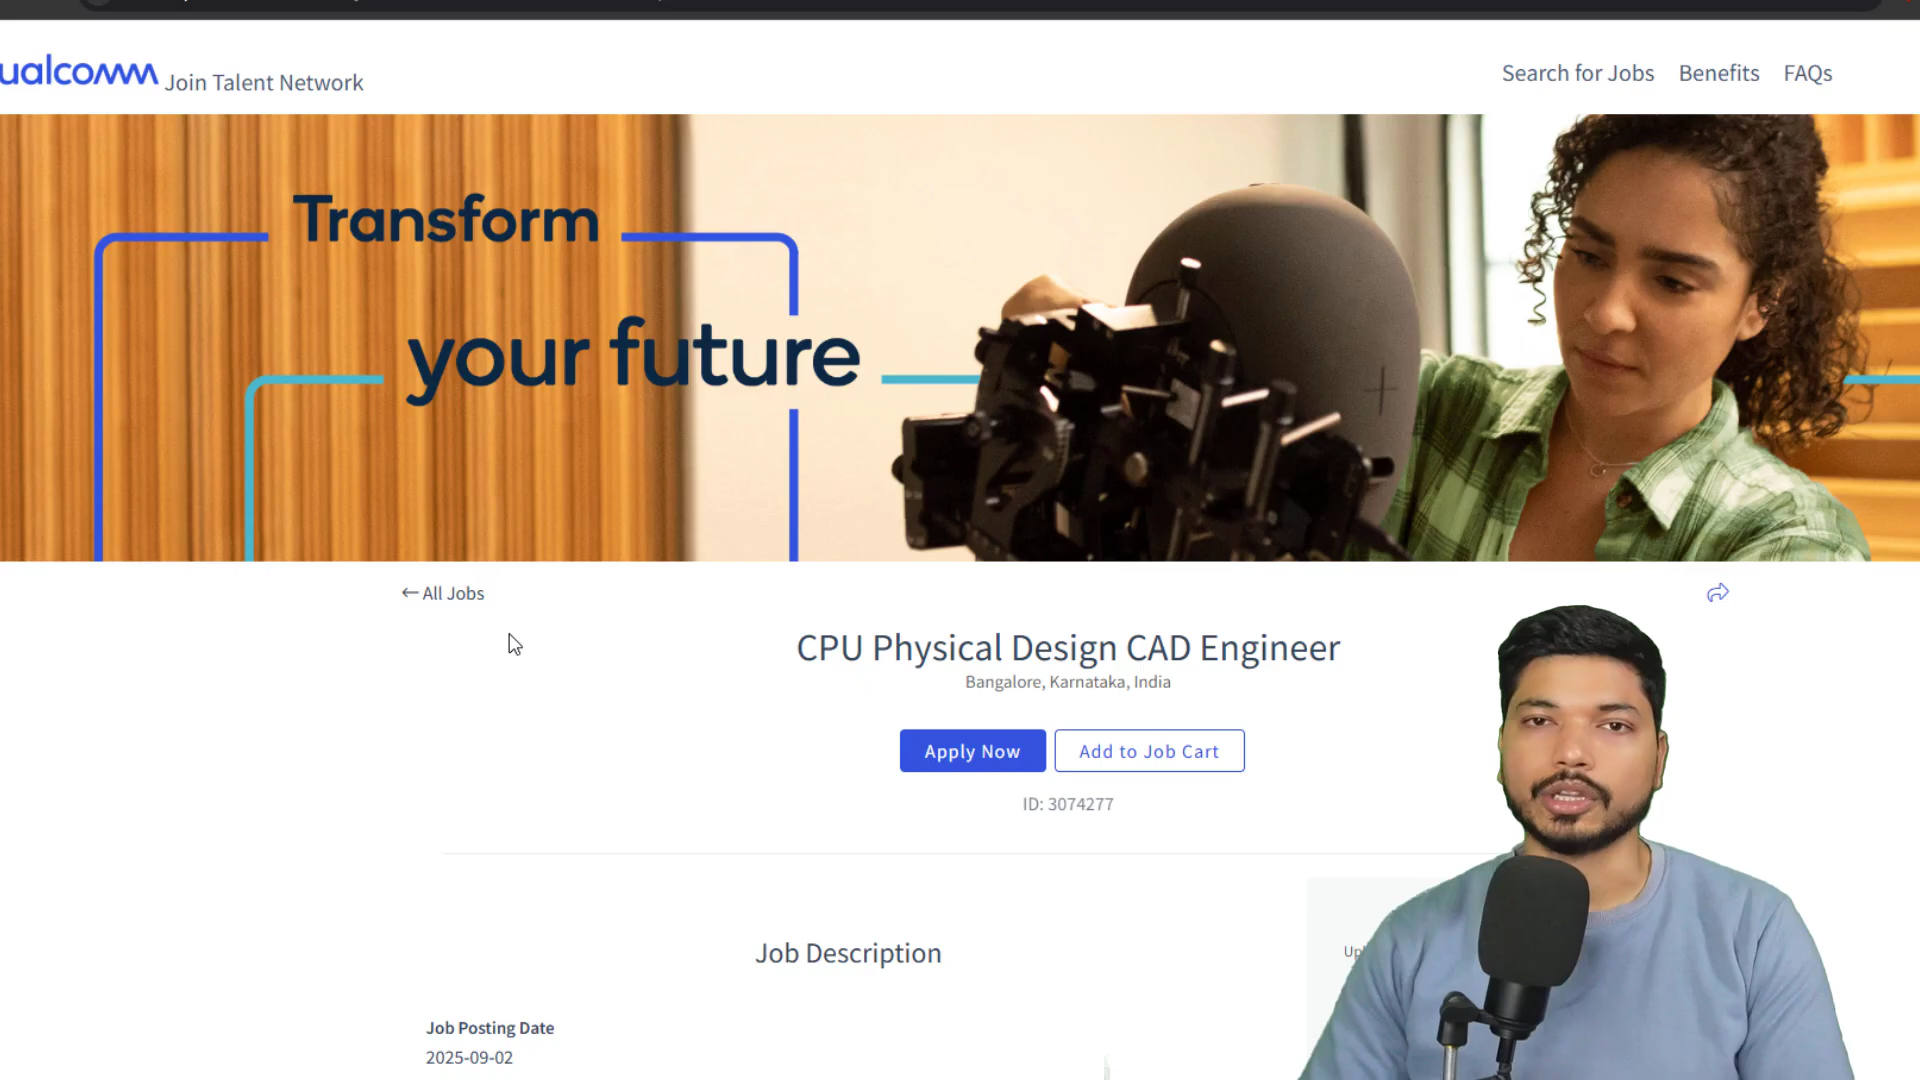 ualcomm Join Talent Network
Search for Jobs Benefits FAQs
Transform
your future
← All Jobs
CPU Physical Design CAD Engineer
Bangalore, Karnataka, India
Apply Now Add to Job Cart
ID: 3074277
Job Description
Job Posting Date
2025-09-02